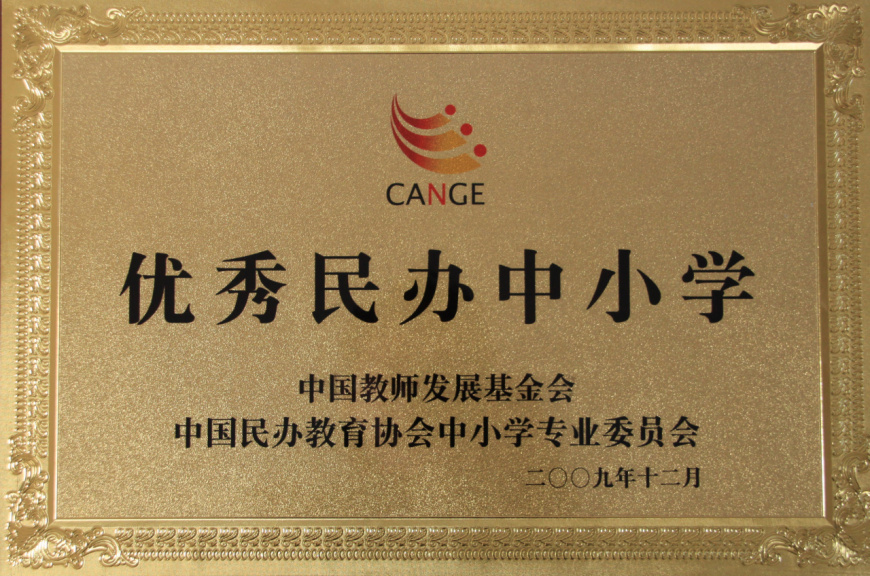 CANGE
优秀民办中小学
中国教师发展基金会
中国民办教育协会中小学专业委员会
二〇〇九年十二月